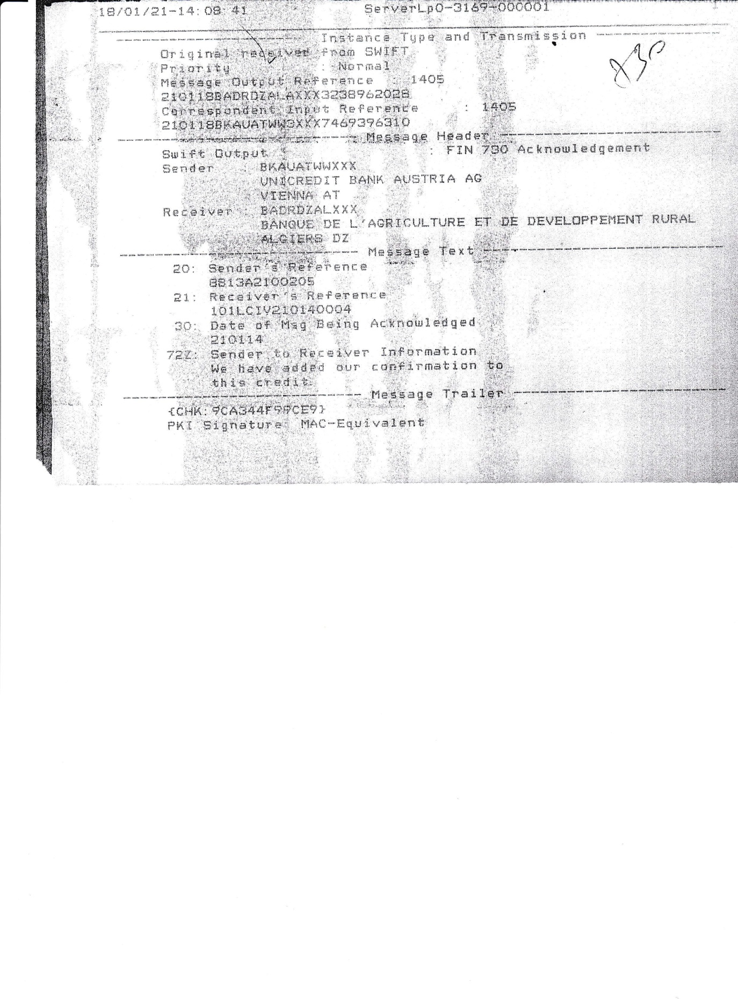 18/01/21-14:08:41 ServerLp0-3169-000001 1
Instance Type and Transmission
Original received from SWIFT
Priority : Normal
Message Output Reference : 1405
210118BADRDZALAXXX3238962028
Correspondent Input Reference : 1405
210118BKAUATWW3XXX7469396310
Message Header
Swift Output : FIN 730 Acknowledgement
Sender : BKAUATWWXXX
UNICREDIT BANK AUSTRIA AG
VIENNA AT
Receiver : BADRDZALXXX
BANQUE DE L'AGRICULTURE ET DE DEVELOPPEMENT RURAL
ALGIERS DZ
Message Text
20: Sender's Reference
8813A2100205
21: Receiver's Reference
101LCIV210140004
30: Date of Msg Being Acknowledged
210114
72Z: Sender to Receiver Information
We have added our confirmation to
this credit.
Message Trailer
{CHK:9CA344F99CE9}
PKI Signature: MAC-Equivalent